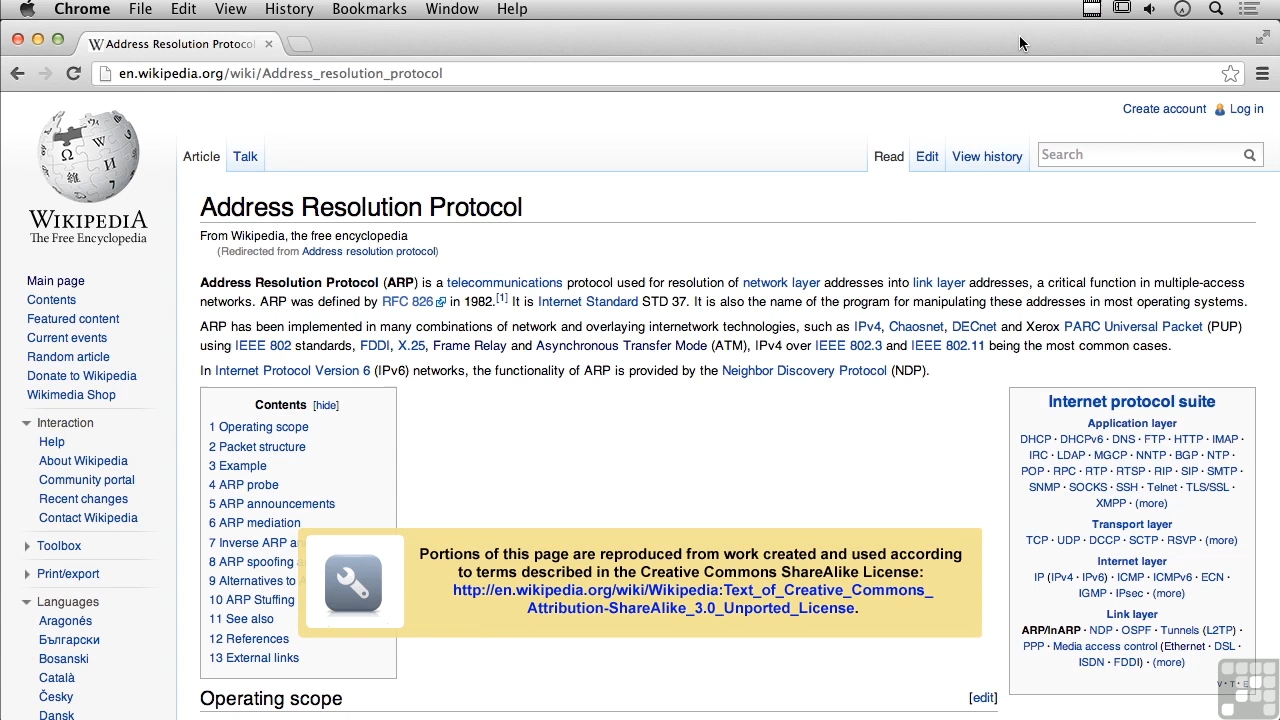 Chrome File Edit View History Bookmarks Window Help
Address Resolution Protocol
en.wikipedia.org/wiki/Address_resolution_protocol
Create account Log in
Article Talk Read Edit View history Search
WIKIPEDIA
The Free Encyclopedia
Main page
Contents
Featured content
Current events
Random article
Donate to Wikipedia
Wikimedia Shop
Interaction
Help
About Wikipedia
Community portal
Recent changes
Contact Wikipedia
Toolbox
Print/export
Languages
Aragonés
Български
Bosanski
Català
Česky
Dansk
Address Resolution Protocol
From Wikipedia, the free encyclopedia
(Redirected from Address resolution protocol)
Address Resolution Protocol (ARP) is a telecommunications protocol used for resolution of network layer addresses into link layer addresses, a critical function in multiple-access
networks. ARP was defined by RFC 826 in 1982.[1] It is Internet Standard STD 37. It is also the name of the program for manipulating these addresses in most operating systems.
ARP has been implemented in many combinations of network and overlaying internetwork technologies, such as IPv4, Chaosnet, DECnet and Xerox PARC Universal Packet (PUP)
using IEEE 802 standards, FDDI, X.25, Frame Relay and Asynchronous Transfer Mode (ATM), IPv4 over IEEE 802.3 and IEEE 802.11 being the most common cases.
In Internet Protocol Version 6 (IPv6) networks, the functionality of ARP is provided by the Neighbor Discovery Protocol (NDP).
Contents [hide]
1 Operating scope
2 Packet structure
3 Example
4 ARP probe
5 ARP announcements
6 ARP mediation
7 Inverse ARP
8 ARP spoofing
9 Alternatives to
10 ARP Stuffing
11 See also
12 References
13 External links
Portions of this page are reproduced from work created and used according
to terms described in the Creative Commons ShareAlike License:
http://en.wikipedia.org/wiki/Wikipedia:Text_of_Creative_Commons_
Attribution-ShareAlike_3.0_Unported_License.
Internet protocol suite
Application layer
DHCP · DHCPv6 · DNS · FTP · HTTP · IMAP ·
IRC · LDAP · MGCP · NNTP · BGP · NTP ·
POP · RPC · RTP · RTSP · RIP · SIP · SMTP ·
SNMP · SOCKS · SSH · Telnet · TLS/SSL ·
XMPP · (more)
Transport layer
TCP · UDP · DCCP · SCTP · RSVP · (more)
Internet layer
IP (IPv4 · IPv6) · ICMP · ICMPv6 · ECN ·
IGMP · IPsec · (more)
Link layer
ARP/InARP · NDP · OSPF · Tunnels (L2TP) ·
PPP · Media access control (Ethernet · DSL ·
ISDN · FDDI) · (more)
V · T · E
Operating scope [edit]